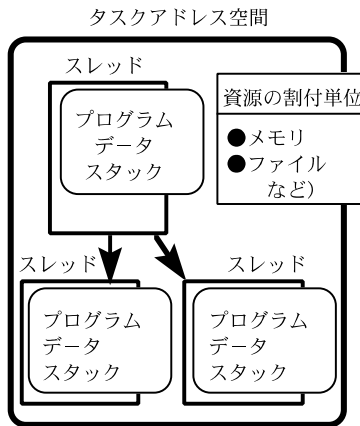 タスクアドレス空間
スレッド
プログラム
データ
スタック
資源の割付単位
●メモリ
●ファイル
など）
スレッド
プログラム
データ
スタック
スレッド
プログラム
データ
スタック